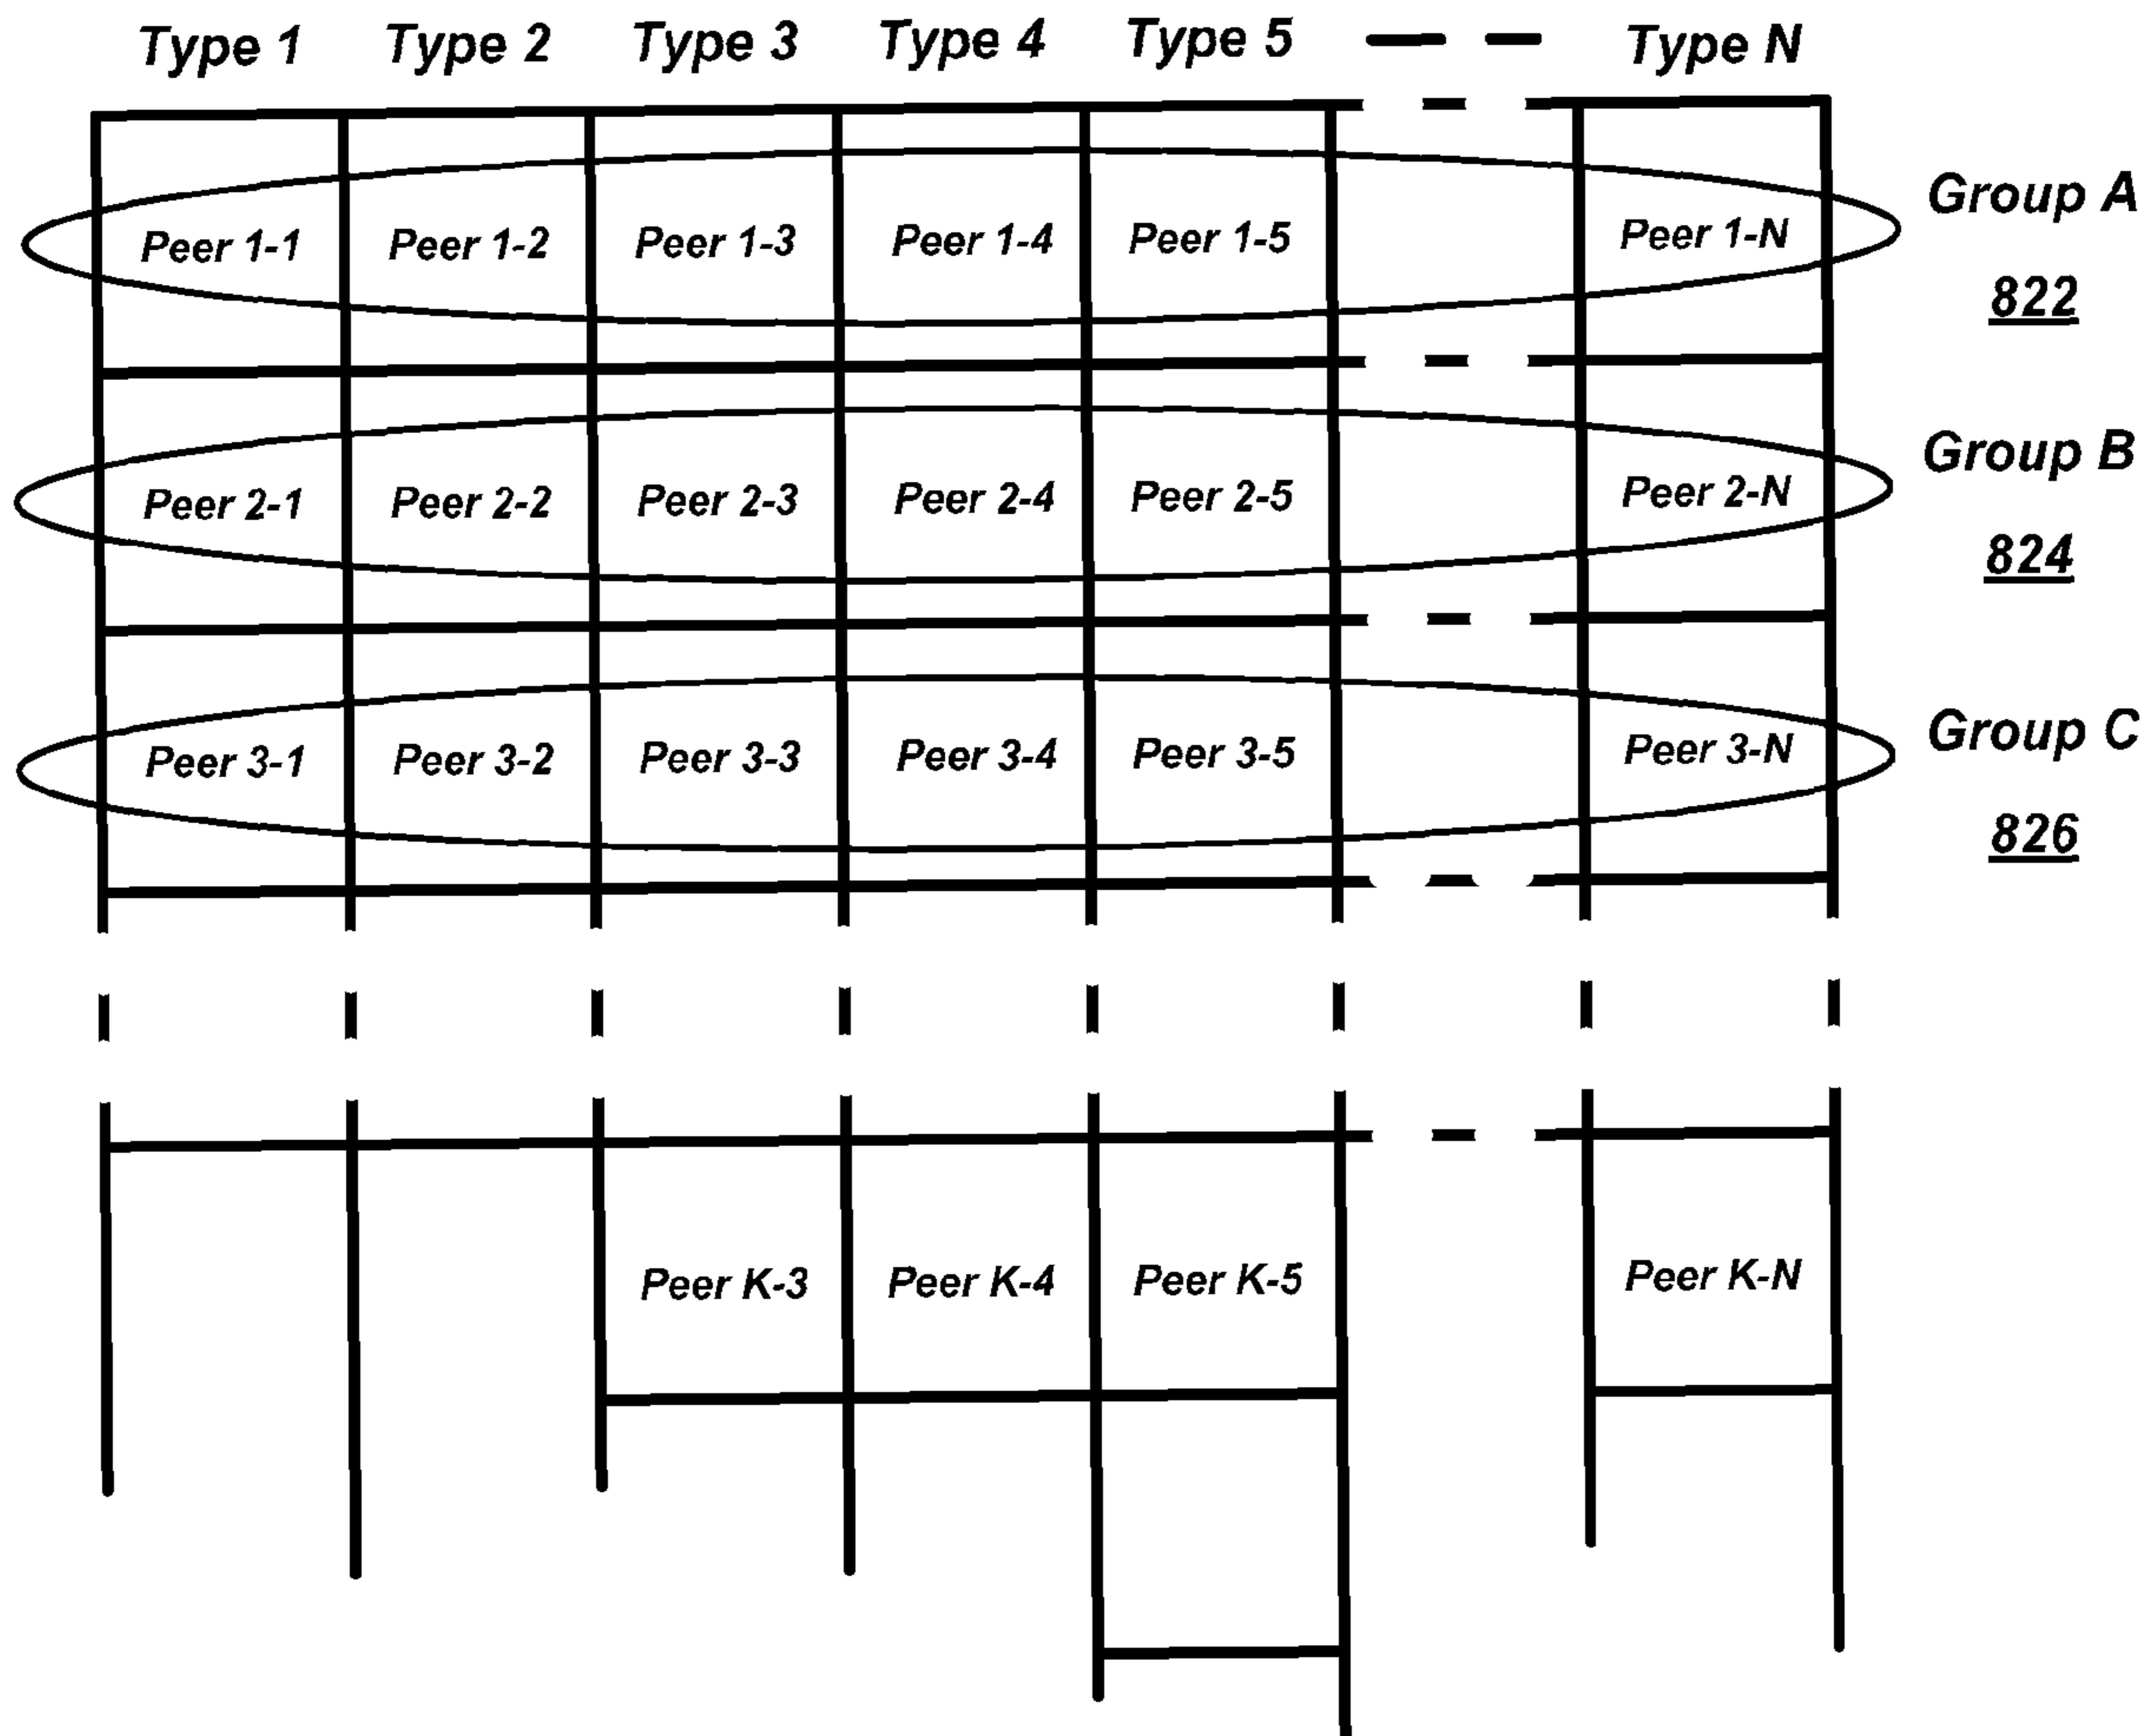 Type 1 Type 2 Type 3 Type 4 Type 5 Type N
Group A
Peer 1-1 Peer 1-2 Peer 1-3 Peer 1-4 Peer 1-5 Peer 1-N
822
Group B
Peer 2-1 Peer 2-2 Peer 2-3 Peer 2-4 Peer 2-5 Peer 2-N
824
Group C
Peer 3-1 Peer 3-2 Peer 3-3 Peer 3-4 Peer 3-5 Peer 3-N
826
Peer K-3 Peer K-4 Peer K-5 Peer K-N